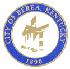 CITY OF BEREA, KENTUCKY
1890